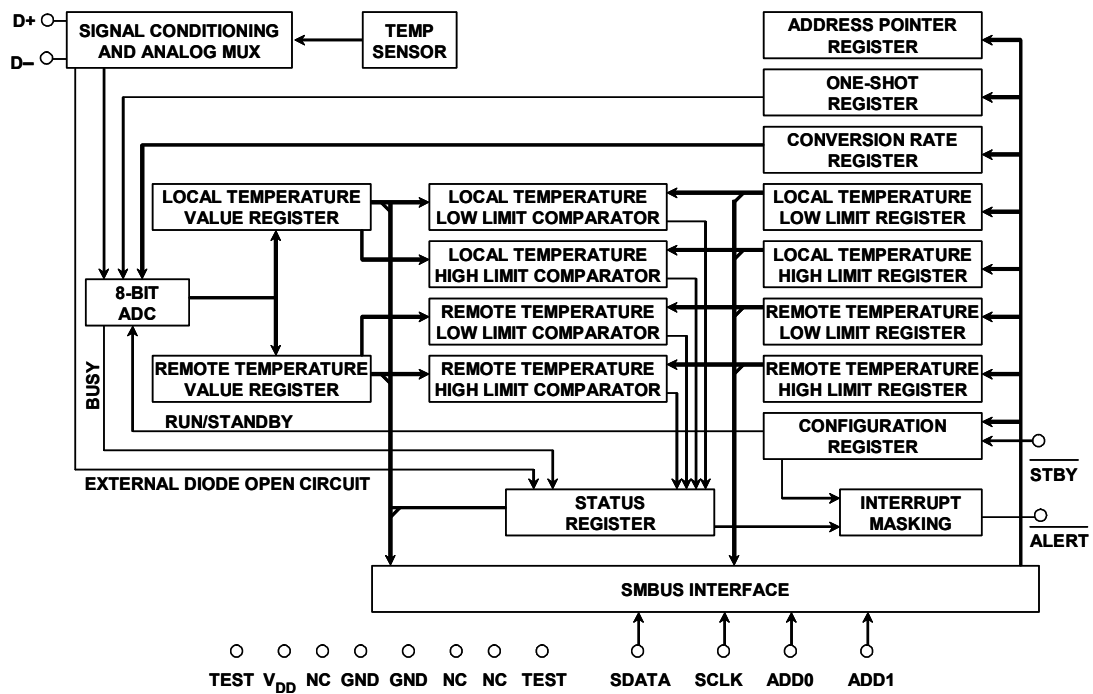 D+
D–
SIGNAL CONDITIONING
AND ANALOG MUX
TEMP
SENSOR
ADDRESS POINTER
REGISTER
ONE-SHOT
REGISTER
CONVERSION RATE
REGISTER
LOCAL TEMPERATURE
VALUE REGISTER
LOCAL TEMPERATURE
LOW LIMIT COMPARATOR
LOCAL TEMPERATURE
LOW LIMIT REGISTER
LOCAL TEMPERATURE
HIGH LIMIT COMPARATOR
LOCAL TEMPERATURE
HIGH LIMIT REGISTER
8-BIT
ADC
REMOTE TEMPERATURE
LOW LIMIT COMPARATOR
REMOTE TEMPERATURE
LOW LIMIT REGISTER
REMOTE TEMPERATURE
VALUE REGISTER
REMOTE TEMPERATURE
HIGH LIMIT COMPARATOR
REMOTE TEMPERATURE
HIGH LIMIT REGISTER
BUSY
RUN/STANDBY
CONFIGURATION
REGISTER
STBY
EXTERNAL DIODE OPEN CIRCUIT
STATUS
REGISTER
INTERRUPT
MASKING
ALERT
SMBUS INTERFACE
TEST VDD NC GND GND NC NC TEST SDATA SCLK ADD0 ADD1